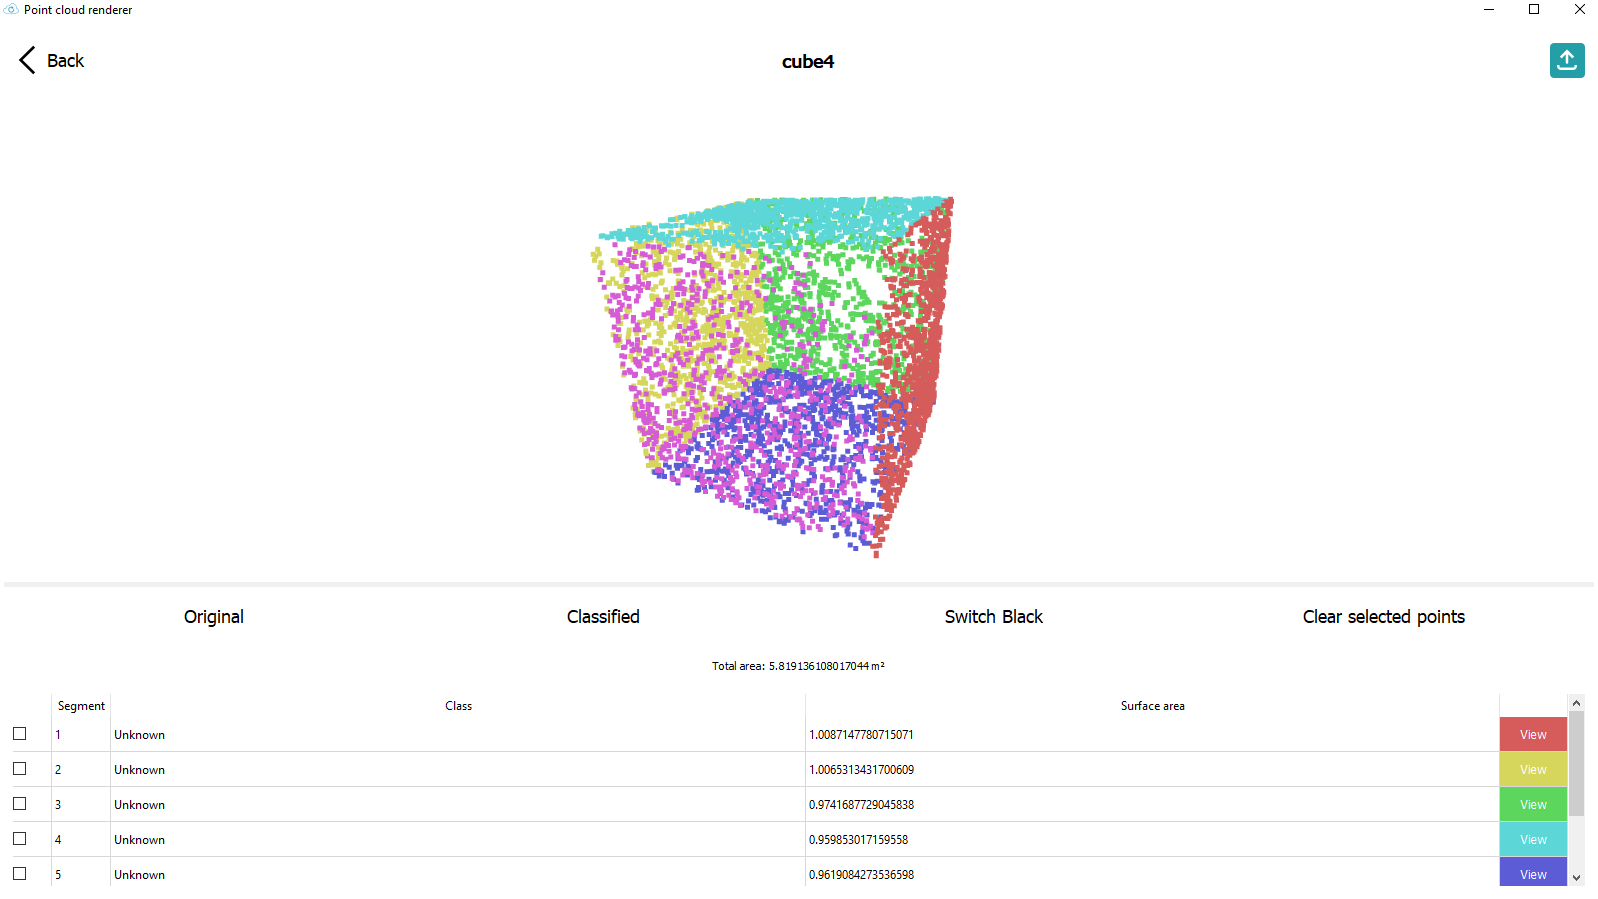 Point cloud renderer
Back
cube4
Original Classified Switch Black Clear selected points
Total area: 5.819136108017044 m²
Segment Class Surface area
1 Unknown 1.0087147780715071 View
2 Unknown 1.0065313431700609 View
3 Unknown 0.9741687729045838 View
4 Unknown 0.959853017159558 View
5 Unknown 0.9619084273536598 View